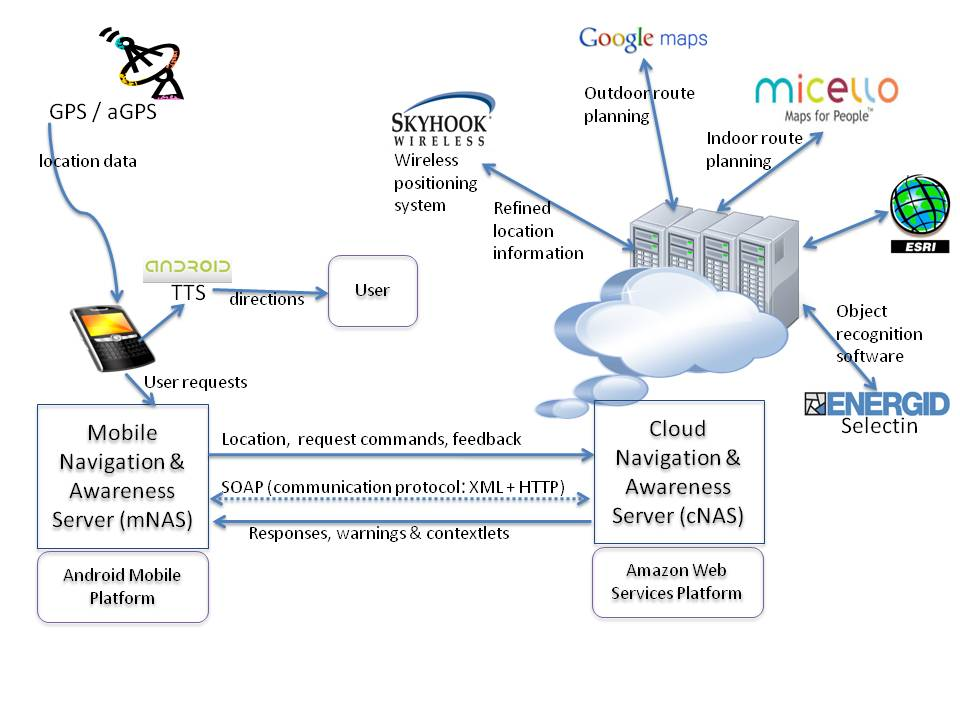 Google maps
micello
Maps for People™
GPS / aGPS
Outdoor route
planning
SKYHOOK
WIRELESS
Indoor route
planning
location data
Wireless
positioning
system
Refined
location
information
ESRI
ANDROID
TTS
directions
User
Object
recognition
software
User requests
ENERGID
Selectin
Mobile
Navigation &
Awareness
Server (mNAS)
Location, request commands, feedback
SOAP (communication protocol: XML + HTTP)
Responses, warnings & contextlets
Cloud
Navigation &
Awareness
Server (cNAS)
Android Mobile
Platform
Amazon Web
Services Platform